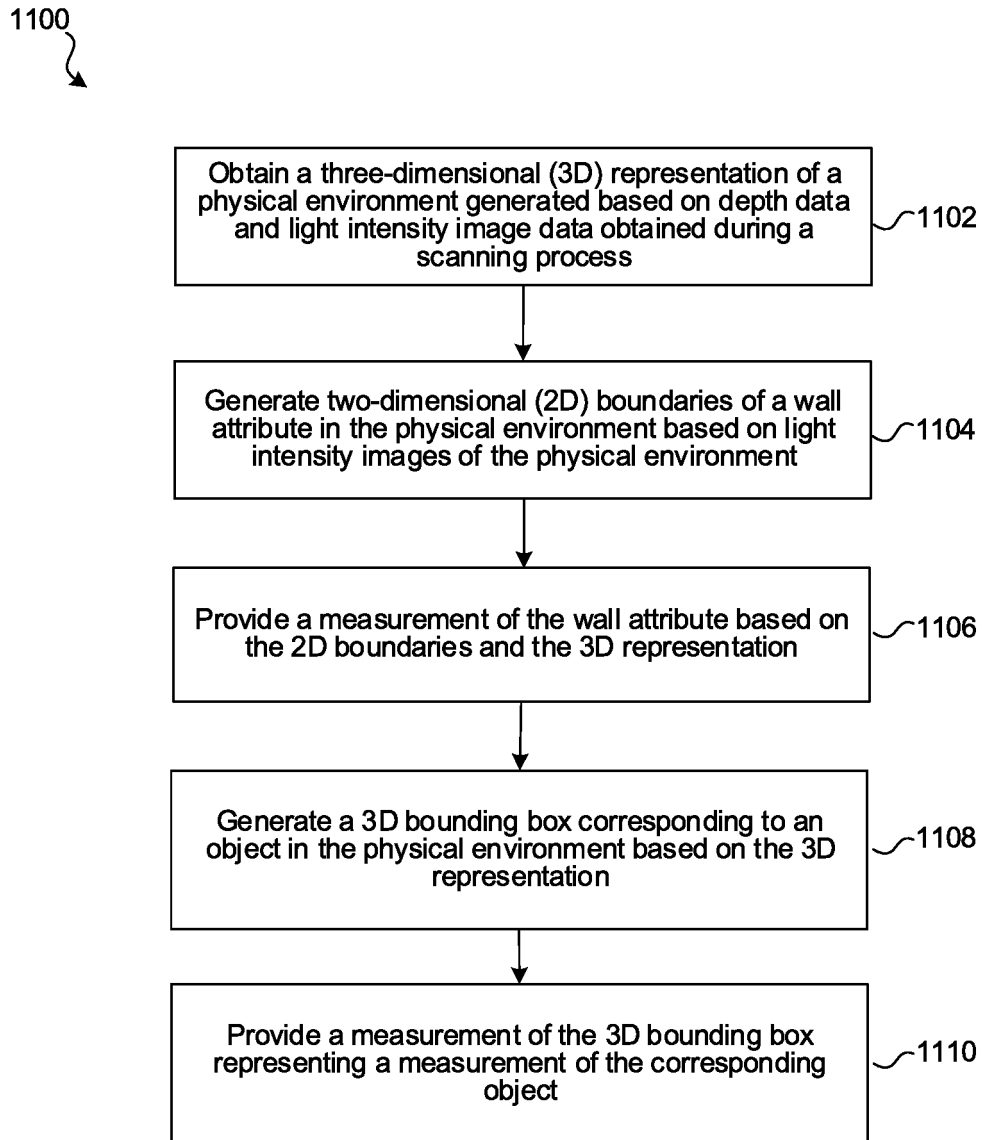 1100
Obtain a three-dimensional (3D) representation of a
physical environment generated based on depth data
and light intensity image data obtained during a
scanning process
1102
Generate two-dimensional (2D) boundaries of a wall
attribute in the physical environment based on light
intensity images of the physical environment
1104
Provide a measurement of the wall attribute based on
the 2D boundaries and the 3D representation
1106
Generate a 3D bounding box corresponding to an
object in the physical environment based on the 3D
representation
1108
Provide a measurement of the 3D bounding box
representing a measurement of the corresponding
object
1110